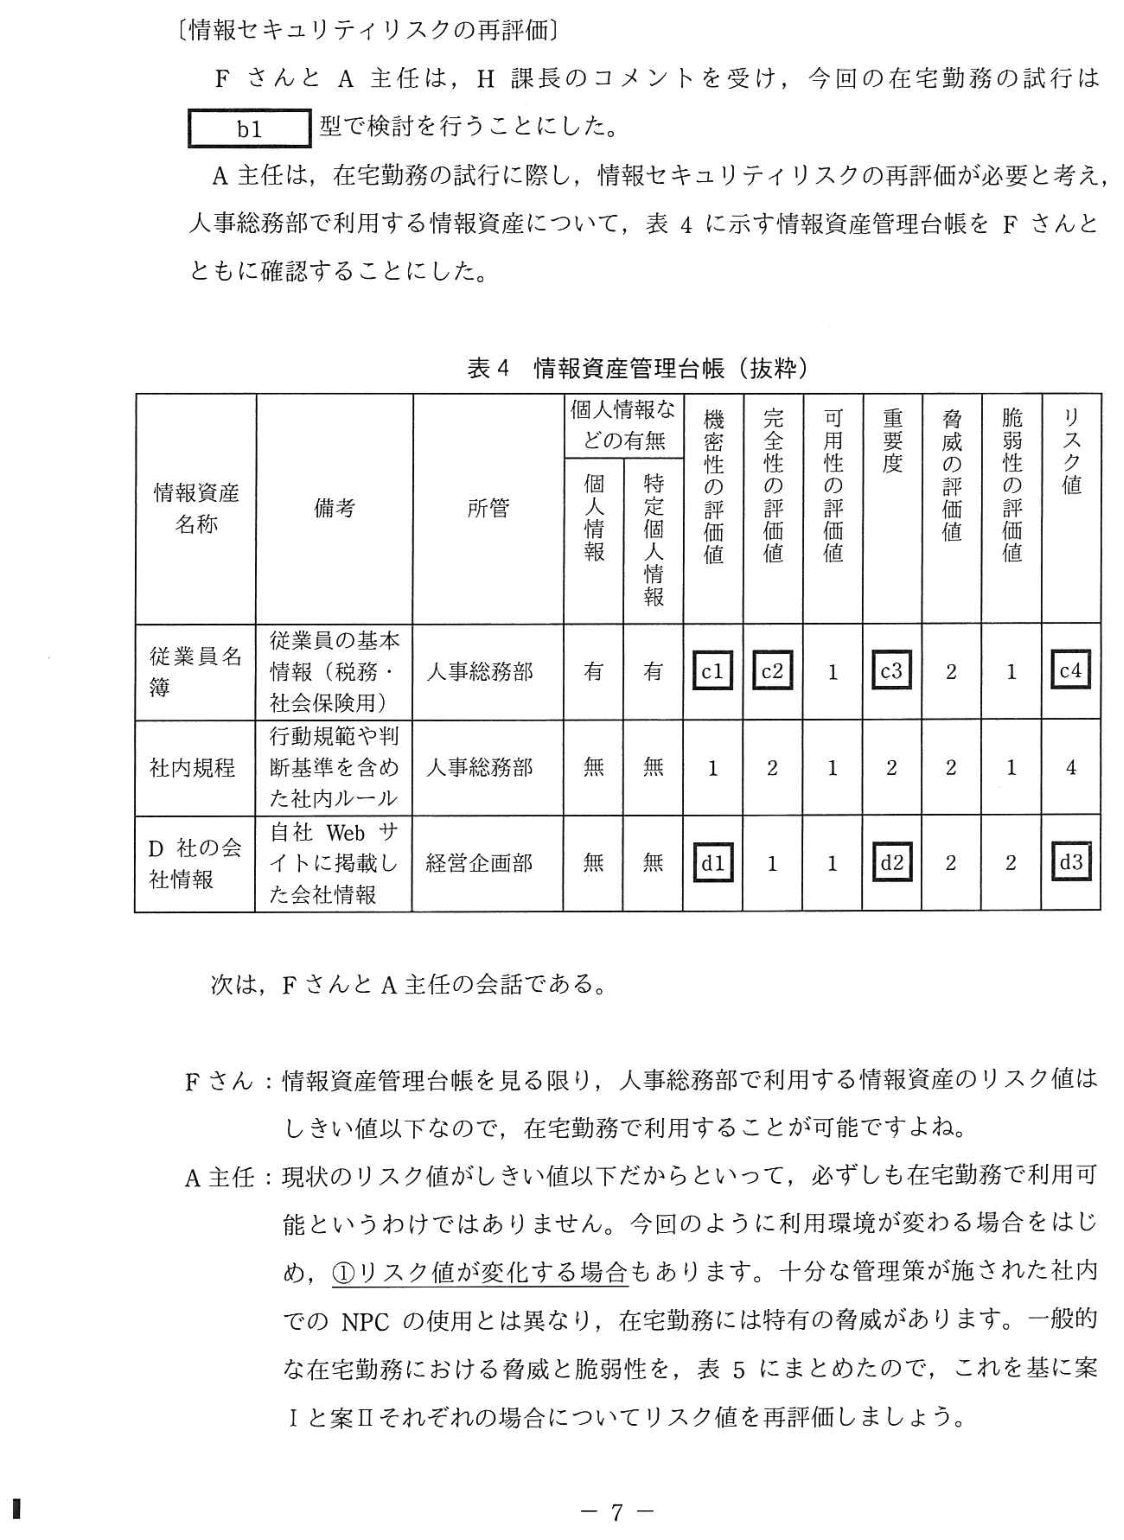 〔情報セキュリティリスクの再評価〕
F さんと A 主任は，H 課長のコメントを受け，今回の在宅勤務の試行は
b1 型で検討を行うことにした。
A 主任は，在宅勤務の試行に際し，情報セキュリティリスクの再評価が必要と考え，
人事総務部で利用する情報資産について，表 4 に示す情報資産管理台帳を F さんと
ともに確認することにした。
表 4　情報資産管理台帳（抜粋）
情報資産
名称
備考
所管
個人情報な
どの有無
個人情報
特定個人情報
機密性の評価値
完全性の評価値
可用性の評価値
重要度
脅威の評価値
脆弱性の評価値
リスク値
従業員名
簿
従業員の基本
情報（税務・
社会保険用）
人事総務部 有 有 c1 c2 1 c3 2 1 c4
社内規程
行動規範や判
断基準を含め
た社内ルール
人事総務部 無 無 1 2 1 2 2 1 4
D 社の会
社情報
自社 Web サ
イトに掲載し
た会社情報
経営企画部 無 無 d1 1 1 d2 2 2 d3
次は，F さんと A 主任の会話である。
F さん：情報資産管理台帳を見る限り，人事総務部で利用する情報資産のリスク値は
しきい値以下なので，在宅勤務で利用することが可能ですよね。
A 主任：現状のリスク値がしきい値以下だからといって，必ずしも在宅勤務で利用可
能というわけではありません。今回のように利用環境が変わる場合をはじ
め，①リスク値が変化する場合もあります。十分な管理策が施された社内
での NPC の使用とは異なり，在宅勤務には特有の脅威があります。一般的
な在宅勤務における脅威と脆弱性を，表 5 にまとめたので，これを基に案
Ⅰと案Ⅱそれぞれの場合についてリスク値を再評価しましょう。
－ 7 －